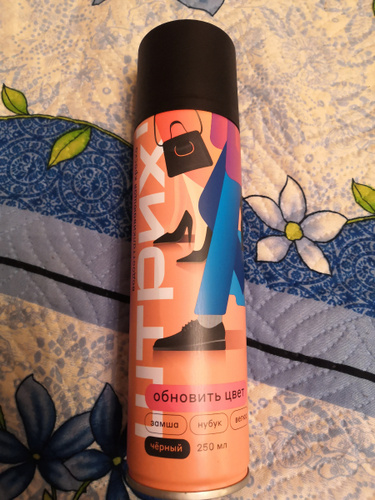 штрих
обновить цвет
замша нубук
чёрный 250 мл